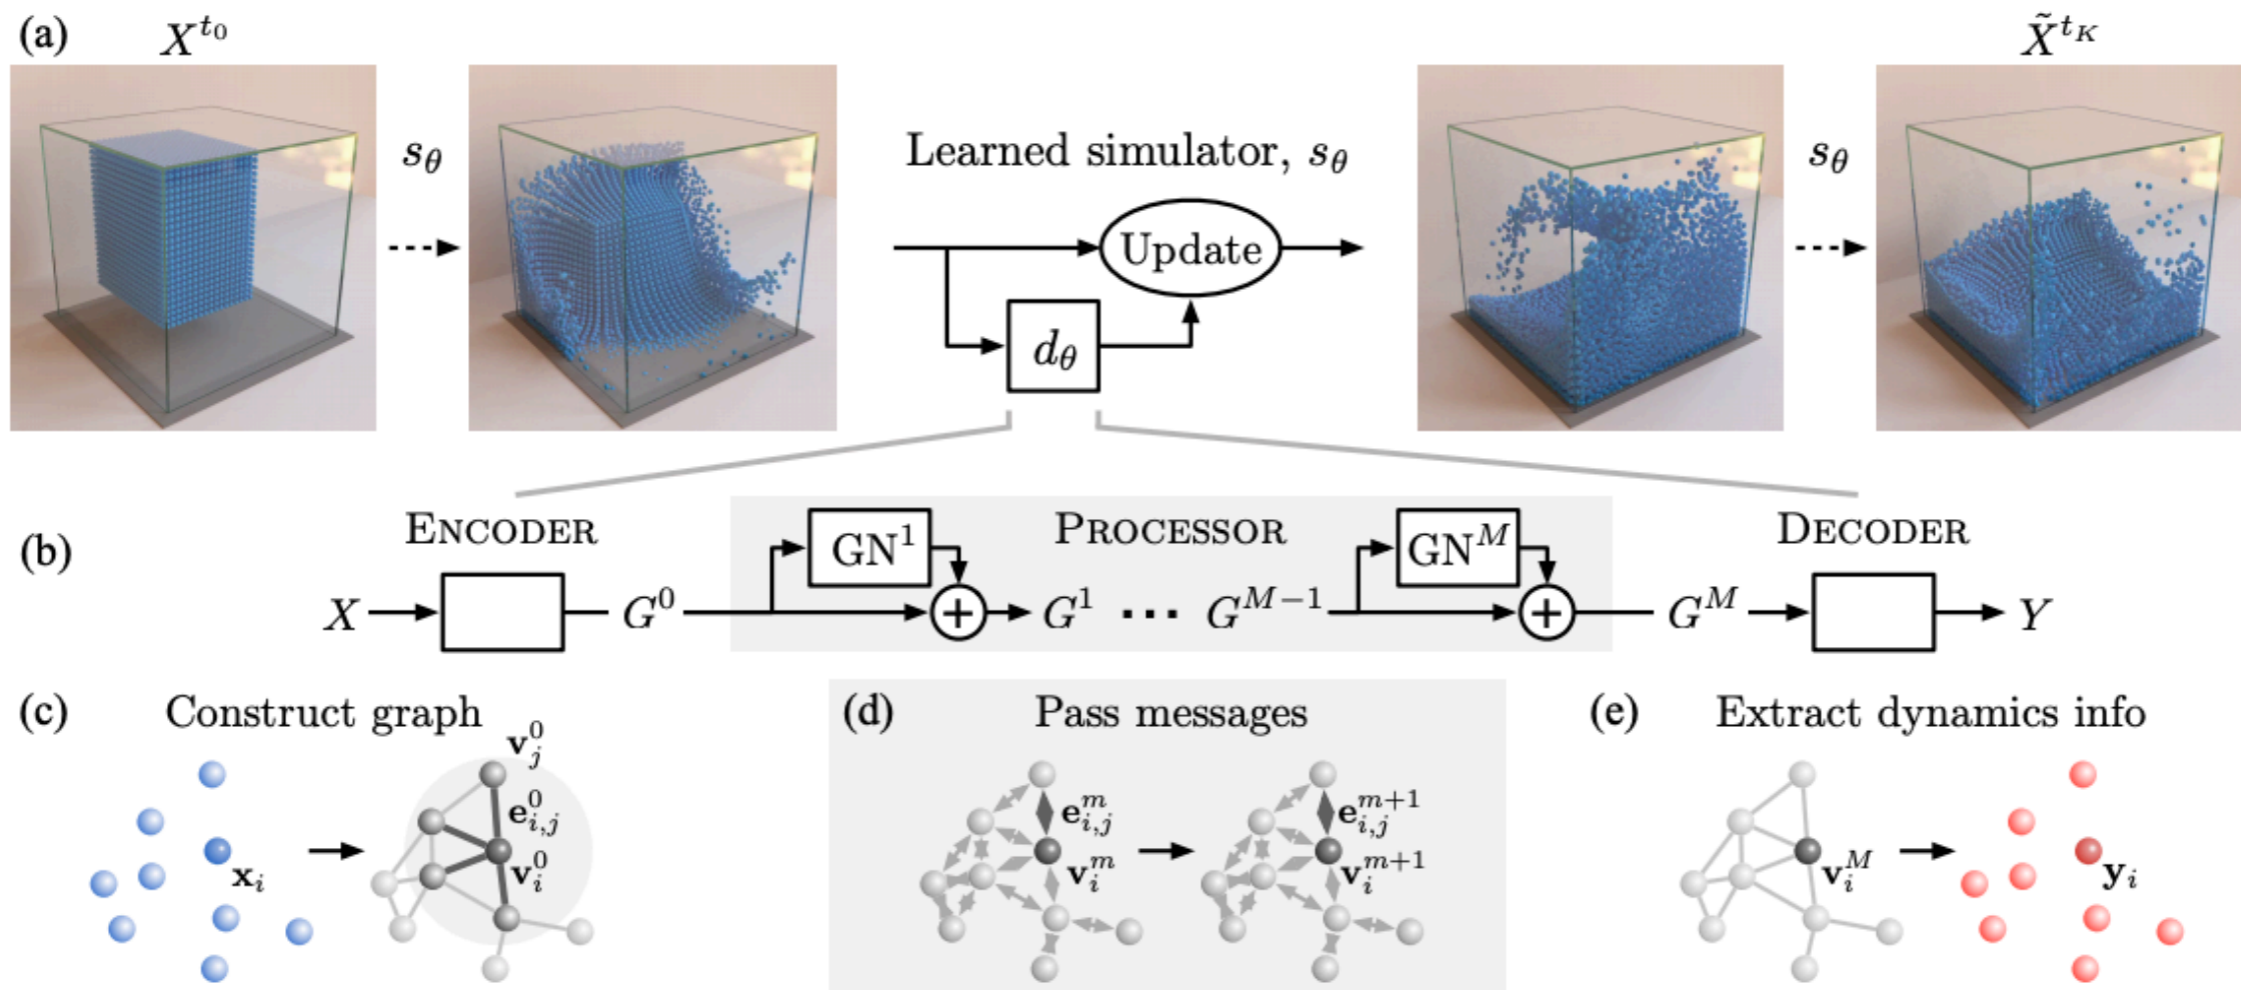 (a) X^{t_0} X̃^{t_K}
s_θ Learned simulator, s_θ s_θ
Update
d_θ
(b) ENCODER PROCESSOR DECODER
GN^1 GN^M
X G^0 + G^1 ··· G^{M−1} + G^M Y
(c) Construct graph
v_j^0
e_{i,j}^0
x_i v_i^0
(d) Pass messages
e_{i,j}^m e_{i,j}^{m+1}
v_i^m v_i^{m+1}
(e) Extract dynamics info
v_i^M y_i